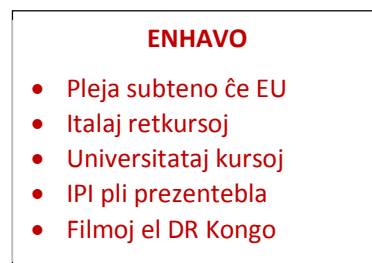 ENHAVO
• Pleja subteno ĉe EU
• Italaj retkursoj
• Universitataj kursoj
• IPI pli prezentebla
• Filmoj el DR Kongo